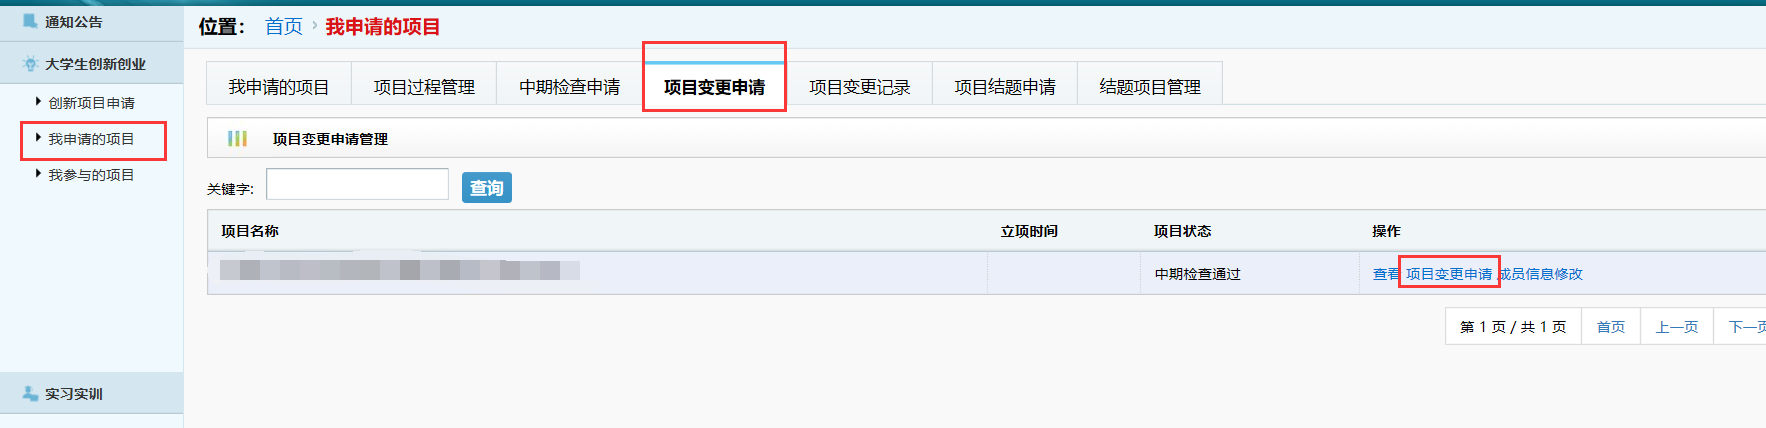 通知公告
大学生创新创业
创新项目申请
我申请的项目
我参与的项目
实习实训
位置： 首页 › 我申请的项目
我申请的项目 项目过程管理 中期检查申请 项目变更申请 项目变更记录 项目结题申请 结题项目管理
项目变更申请管理
关键字: 查询
项目名称 立项时间 项目状态 操作
中期检查通过 查看 项目变更申请 成员信息修改
第 1 页 / 共 1 页 首页 上一页 下一页